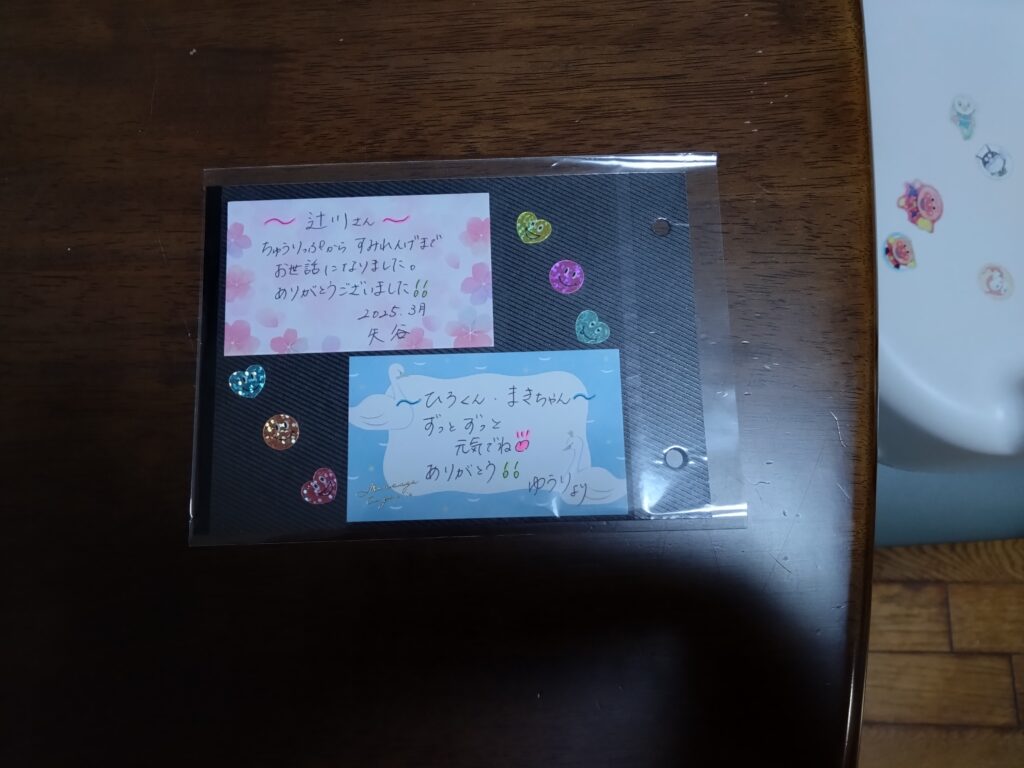 ～辻川さん～
ちゅうりっぷから すみれんげまで
お世話になりました。
ありがとうございました!!
2025.3月
矢谷
～ひろくん・まきちゃん～
ずっとずっと
元気でね
ありがとう!!
ゆうりより